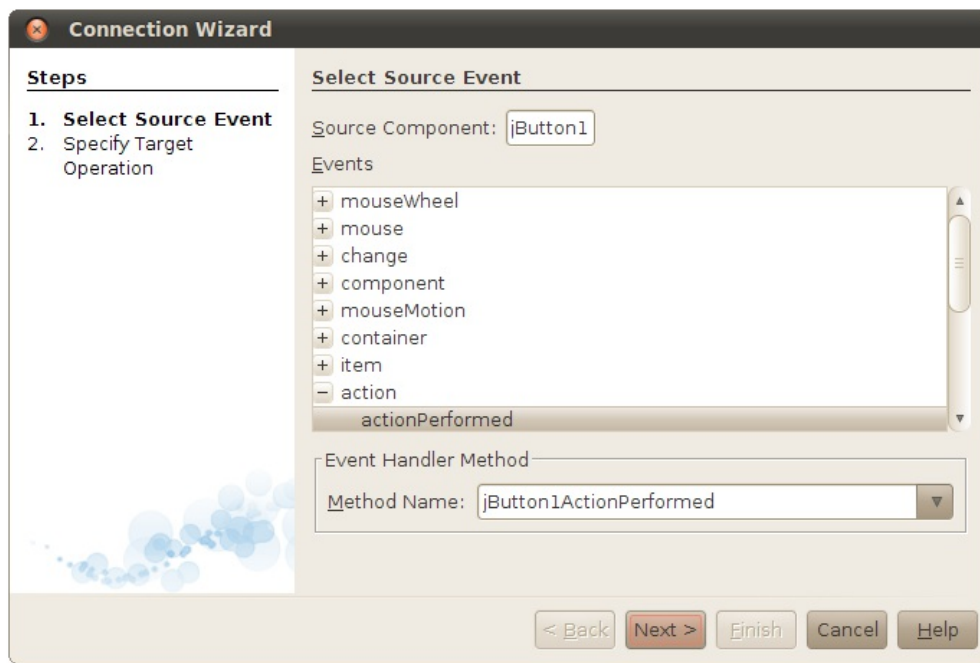 Connection Wizard
Steps
1. Select Source Event
2. Specify Target
Operation
Select Source Event
Source Component: jButton1
Events
mouseWheel
mouse
change
component
mouseMotion
container
item
action
actionPerformed
Event Handler Method
Method Name: jButton1ActionPerformed
< Back Next > Finish Cancel Help